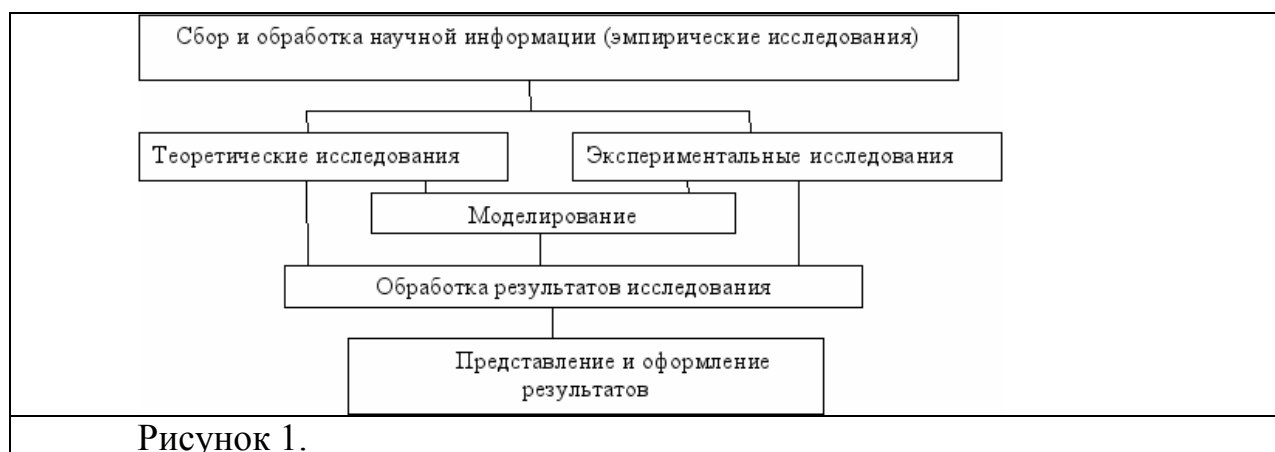 Сбор и обработка научной информации (эмпирические исследования)
Теоретические исследования
Экспериментальные исследования
Моделирование
Обработка результатов исследования
Представление и оформление
результатов
Рисунок 1.